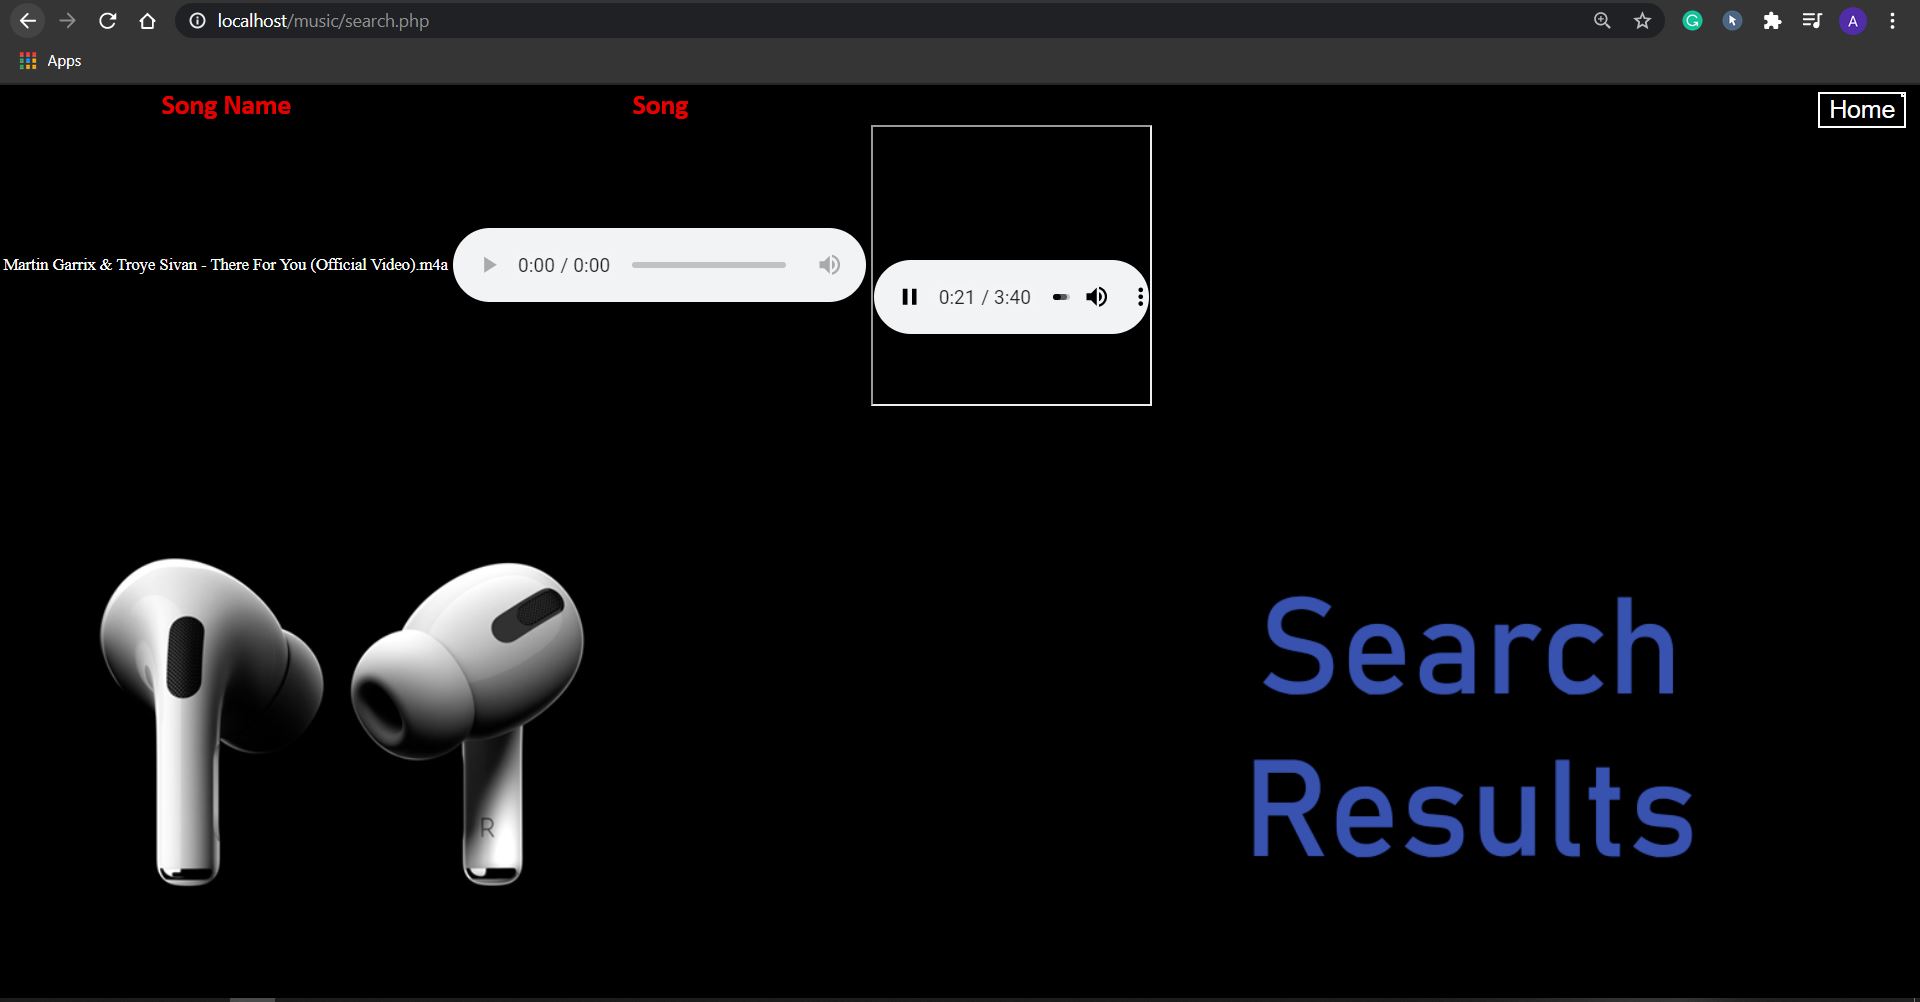 localhost/music/search.php
A
Apps
Song Name
Song
Home
Martin Garrix & Troye Sivan - There For You (Official Video).m4a
0:00 / 0:00
0:21 / 3:40
R
Search
Results